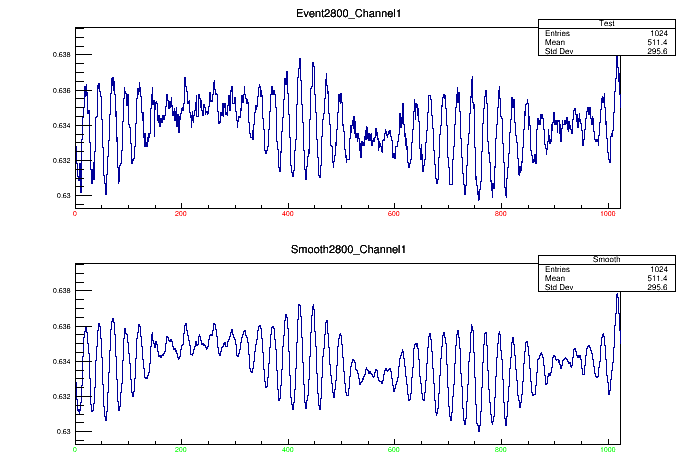 Event2800_Channel1
Test
Entries 1024
Mean 511.4
Std Dev 295.6
0.638
0.636
0.634
0.632
0.63
0 200 400 600 800 1000
Smooth2800_Channel1
Smooth
Entries 1024
Mean 511.4
Std Dev 295.6
0.638
0.636
0.634
0.632
0.63
0 200 400 600 800 1000